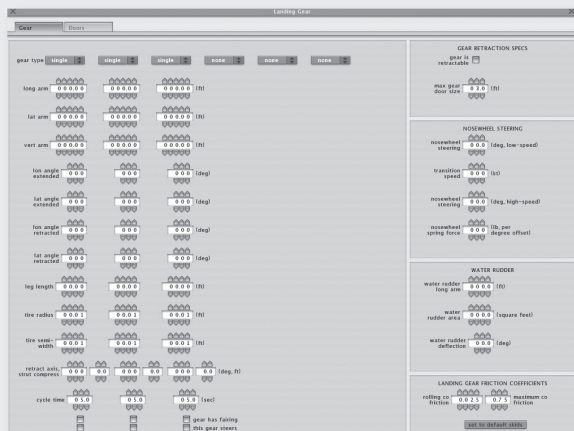 Landing Gear
Gear Doors
gear type single single single none none none
long arm 0 0 0.0 0 0 0 0.0 0 0 0 0.0 0 (ft)
lat arm 0 0 0.0 0 0 0 0.0 0 0 0 0.0 0 (ft)
vert arm 0 0 0.0 0 0 0 0.0 0 0 0 0.0 0 (ft)
lon angle
extended 0 0.0 0 0.0 0 0.0 (deg)
lat angle
extended 0 0.0 0 0.0 0 0.0 (deg)
lon angle
retracted 0 0.0 0 0.0 0 0.0 (deg)
lat angle
retracted 0 0.0 0 0.0 0 0.0 (deg)
leg length 0 0.0 0 0 0.0 0 0 0.0 0 (ft)
tire radius 0 0.0 1 0 0.0 1 0 0.0 1 (ft)
tire semi-
width 0 0.0 1 0 0.0 1 0 0.0 1 (ft)
retract axis,
strut compress 0 0 0 0.0 0 0 0 0.0 0 0 0 0.0 (deg, ft)
cycle time 0 5.0 0 5.0 0 5.0 (sec)
gear has fairing
this gear steers
GEAR RETRACTION SPECS
gear is
retractable
max gear
door size 0 3.0 (ft)
NOSEWHEEL STEERING
nosewheel
steering 0 0.0 (deg, low-speed)
transition
speed 0 0 0 (kt)
nosewheel
steering 0 0.0 (deg, high-speed)
nosewheel
spring force 0 0.0 (lb, per
degree offset)
WATER RUDDER
water rudder
long arm 0 0 0.0 (ft)
water
rudder area 0 0.0 0 (square feet)
water rudder
deflection 0 0.0 (deg)
LANDING GEAR FRICTION COEFFICIENTS
rolling co
friction 0.0 2 5 0.7 5 maximum co
friction
set to default skids